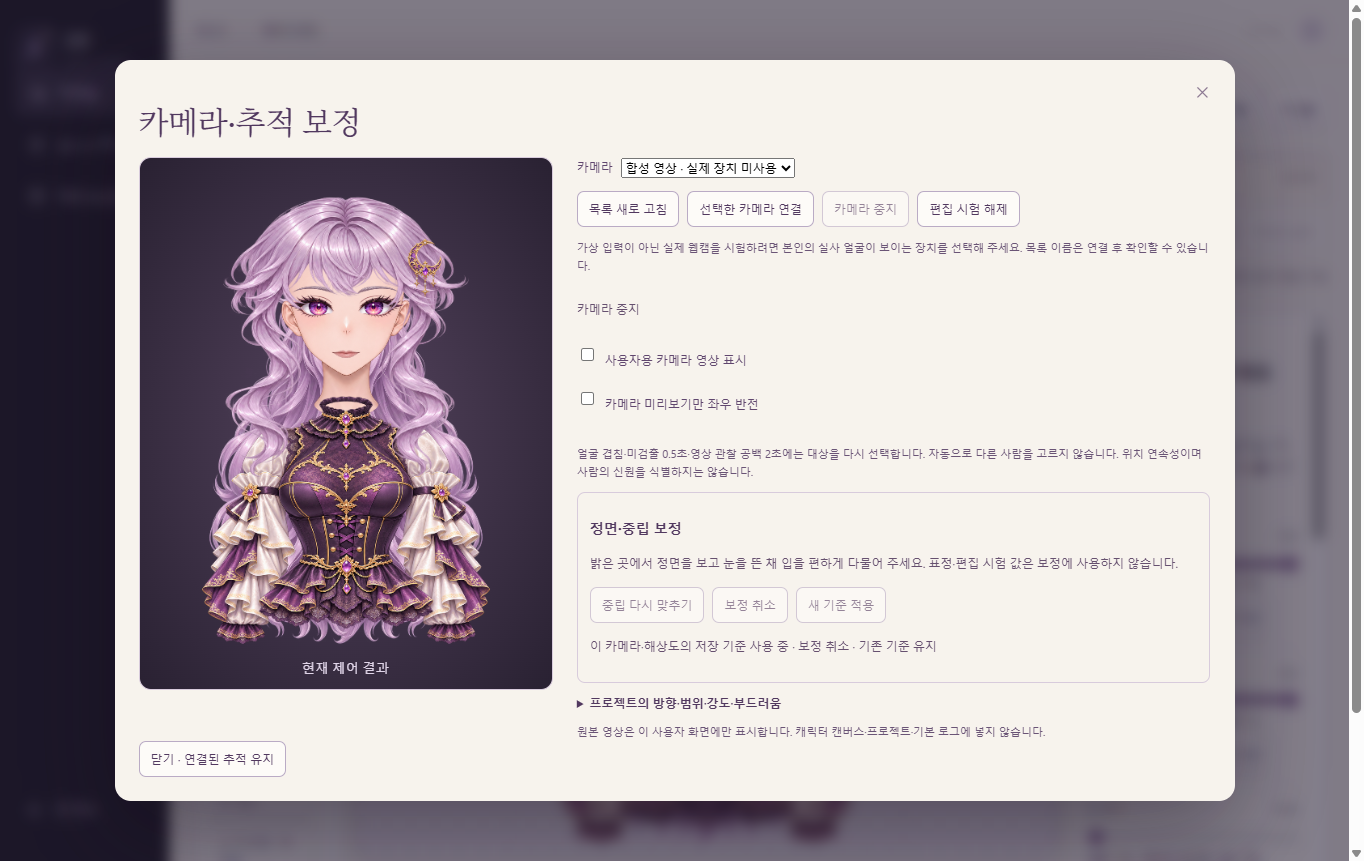 카메라·추적 보정
현재 제어 결과
카메라 합성 영상 · 실제 장치 미사용
목록 새로 고침 선택한 카메라 연결 카메라 중지 편집 시험 해제
가상 입력이 아닌 실제 웹캠을 시험하려면 본인의 실사 얼굴이 보이는 장치를 선택해 주세요. 목록 이름은 연결 후 확인할 수 있습니
다.
카메라 중지
사용자용 카메라 영상 표시
카메라 미리보기만 좌우 반전
얼굴 겹침·미검출 0.5초·영상 관찰 공백 2초에는 대상을 다시 선택합니다. 자동으로 다른 사람을 고르지 않습니다. 위치 연속성이며
사람의 신원을 식별하지는 않습니다.
정면·중립 보정
밝은 곳에서 정면을 보고 눈을 뜬 채 입을 편하게 다물어 주세요. 표정·편집 시험 값은 보정에 사용하지 않습니다.
중립 다시 맞추기 보정 취소 새 기준 적용
이 카메라·해상도의 저장 기준 사용 중 · 보정 취소 · 기존 기준 유지
프로젝트의 방향·범위·강도·부드러움
원본 영상은 이 사용자 화면에만 표시합니다. 캐릭터 캔버스·프로젝트·기본 로그에 넣지 않습니다.
닫기 · 연결된 추적 유지